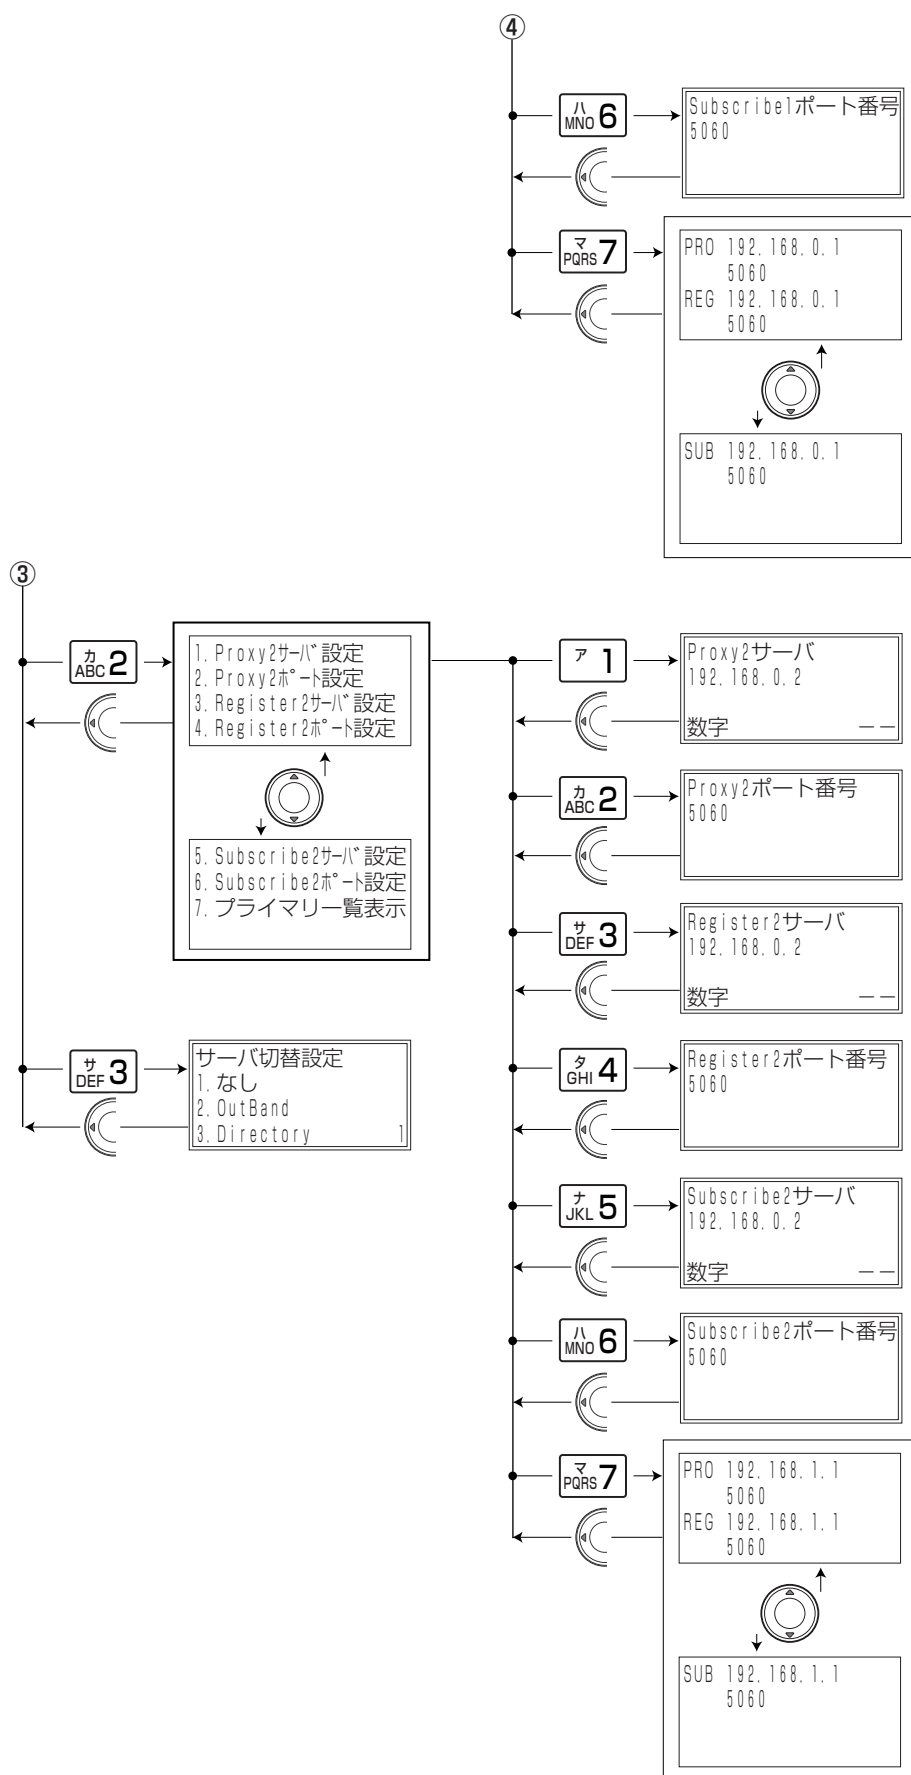 ④
ハ
MNO 6
Subscribe1ポート番号
5060
マ
PQRS 7
PRO 192.168.0.1
5060
REG 192.168.0.1
5060
SUB 192.168.0.1
5060
③
カ
ABC 2
1.Proxy2ｻｰﾊﾞ設定
2.Proxy2ﾎﾟｰﾄ設定
3.Register2ｻｰﾊﾞ設定
4.Register2ﾎﾟｰﾄ設定
5.Subscribe2ｻｰﾊﾞ設定
6.Subscribe2ﾎﾟｰﾄ設定
7.プライマリ一覧表示
サ
DEF 3
サーバ切替設定
1.なし
2.OutBand
3.Directory 1
ア 1
Proxy2サーバ
192.168.0.2
数字 −−
カ
ABC 2
Proxy2ポート番号
5060
サ
DEF 3
Register2サーバ
192.168.0.2
数字 −−
タ
GHI 4
Register2ポート番号
5060
ナ
JKL 5
Subscribe2サーバ
192.168.0.2
数字 −−
ハ
MNO 6
Subscribe2ポート番号
5060
マ
PQRS 7
PRO 192.168.1.1
5060
REG 192.168.1.1
5060
SUB 192.168.1.1
5060